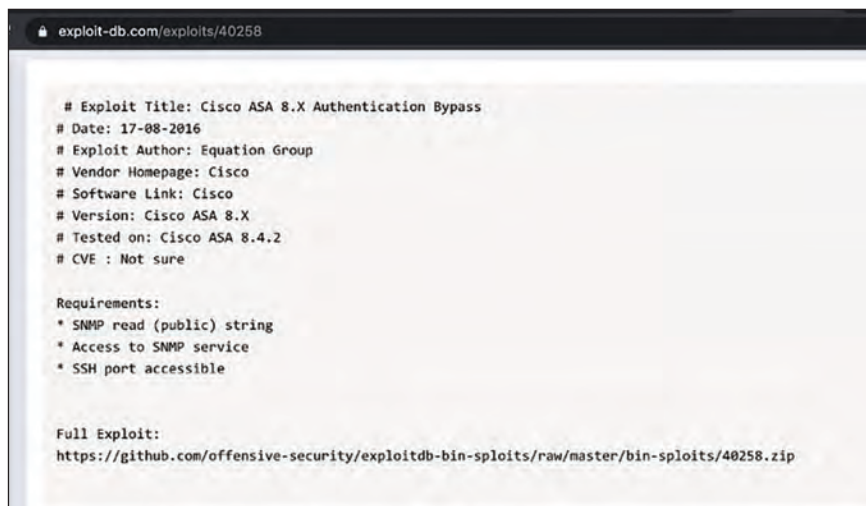 exploit-db.com/exploits/40258
# Exploit Title: Cisco ASA 8.X Authentication Bypass
# Date: 17-08-2016
# Exploit Author: Equation Group
# Vendor Homepage: Cisco
# Software Link: Cisco
# Version: Cisco ASA 8.X
# Tested on: Cisco ASA 8.4.2
# CVE : Not sure
Requirements:
* SNMP read (public) string
* Access to SNMP service
* SSH port accessible
Full Exploit:
https://github.com/offensive-security/exploitdb-bin-sploits/raw/master/bin-sploits/40258.zip